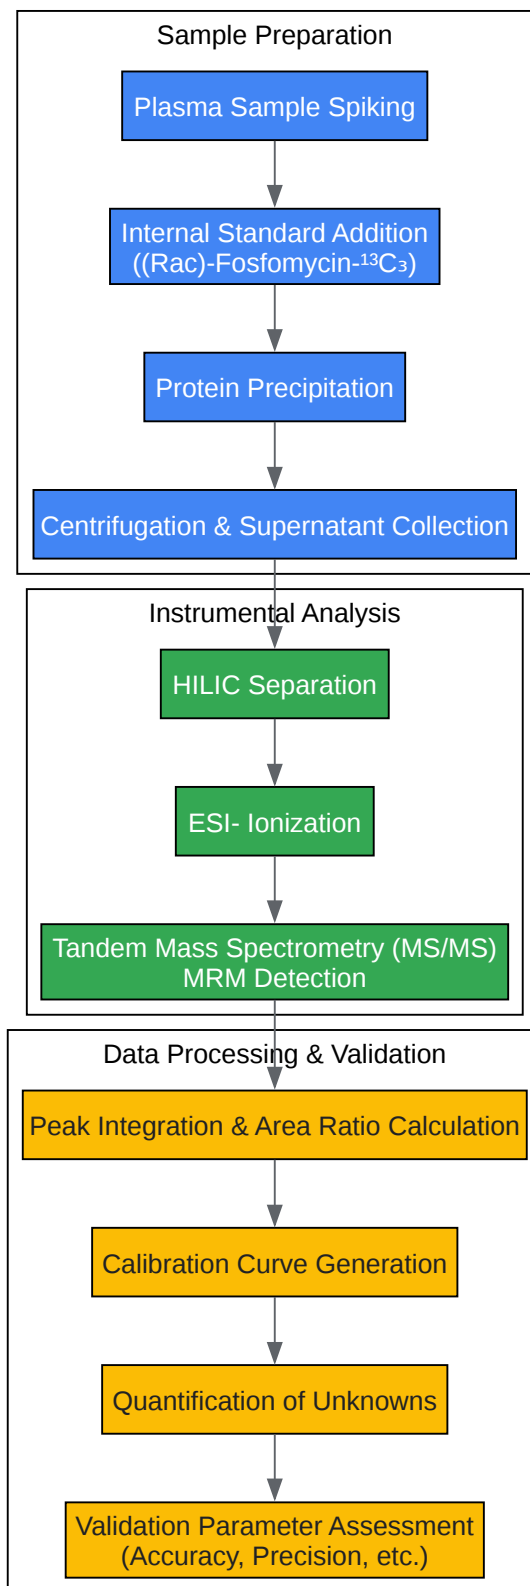 Sample Preparation
Plasma Sample Spiking
Internal Standard Addition
((Rac)-Fosfomycin-¹³C₃)
Protein Precipitation
Centrifugation & Supernatant Collection
Instrumental Analysis
HILIC Separation
ESI- Ionization
Tandem Mass Spectrometry (MS/MS)
MRM Detection
Data Processing & Validation
Peak Integration & Area Ratio Calculation
Calibration Curve Generation
Quantification of Unknowns
Validation Parameter Assessment
(Accuracy, Precision, etc.)